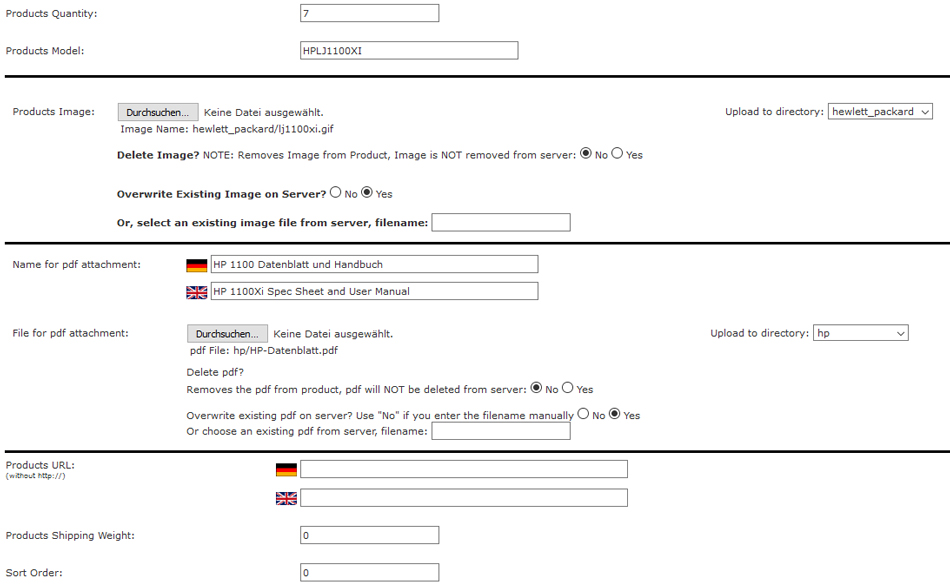 Products Quantity: 7
Products Model: HPLJ1100XI
Products Image: Durchsuchen... Keine Datei ausgewählt. Upload to directory: hewlett_packard
Image Name: hewlett_packard/lj1100xi.gif
Delete Image? NOTE: Removes Image from Product, Image is NOT removed from server: No Yes
Overwrite Existing Image on Server? No Yes
Or, select an existing image file from server, filename:
Name for pdf attachment: HP 1100 Datenblatt und Handbuch
HP 1100Xi Spec Sheet and User Manual
File for pdf attachment: Durchsuchen... Keine Datei ausgewählt. Upload to directory: hp
pdf File: hp/HP-Datenblatt.pdf
Delete pdf?
Removes the pdf from product, pdf will NOT be deleted from server: No Yes
Overwrite existing pdf on server? Use "No" if you enter the filename manually No Yes
Or choose an existing pdf from server, filename:
Products URL:
(without http://)
Products Shipping Weight: 0
Sort Order: 0